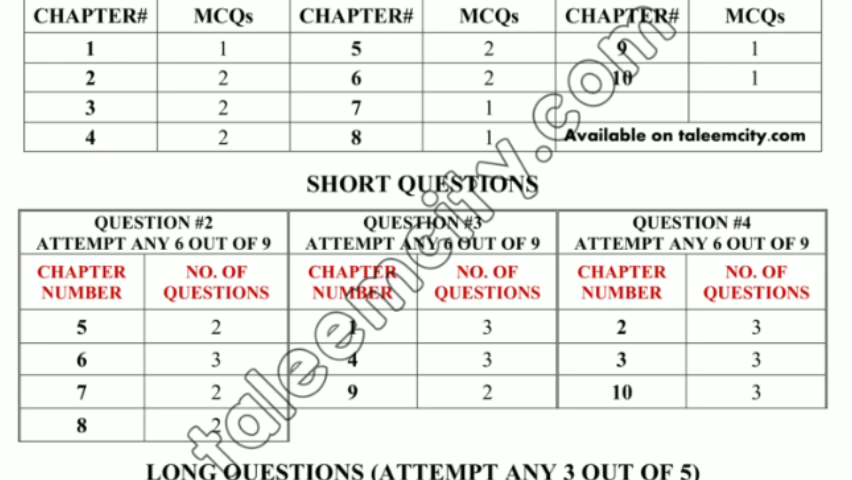 CHAPTER# MCQs CHAPTER# MCQs CHAPTER# MCQs
1 1 5 2 9 1
2 2 6 2 10 1
3 2 7 1
4 2 8 1 Available on taleemcity.com
SHORT QUESTIONS
QUESTION #2 QUESTION #3 QUESTION #4
ATTEMPT ANY 6 OUT OF 9 ATTEMPT ANY 6 OUT OF 9 ATTEMPT ANY 6 OUT OF 9
CHAPTER NO. OF CHAPTER NO. OF CHAPTER NO. OF
NUMBER QUESTIONS NUMBER QUESTIONS NUMBER QUESTIONS
5 2 1 3 2 3
6 3 4 3 3 3
7 2 9 2 10 3
8 2
LONG QUESTIONS (ATTEMPT ANY 3 OUT OF 5)
taleemcity.com